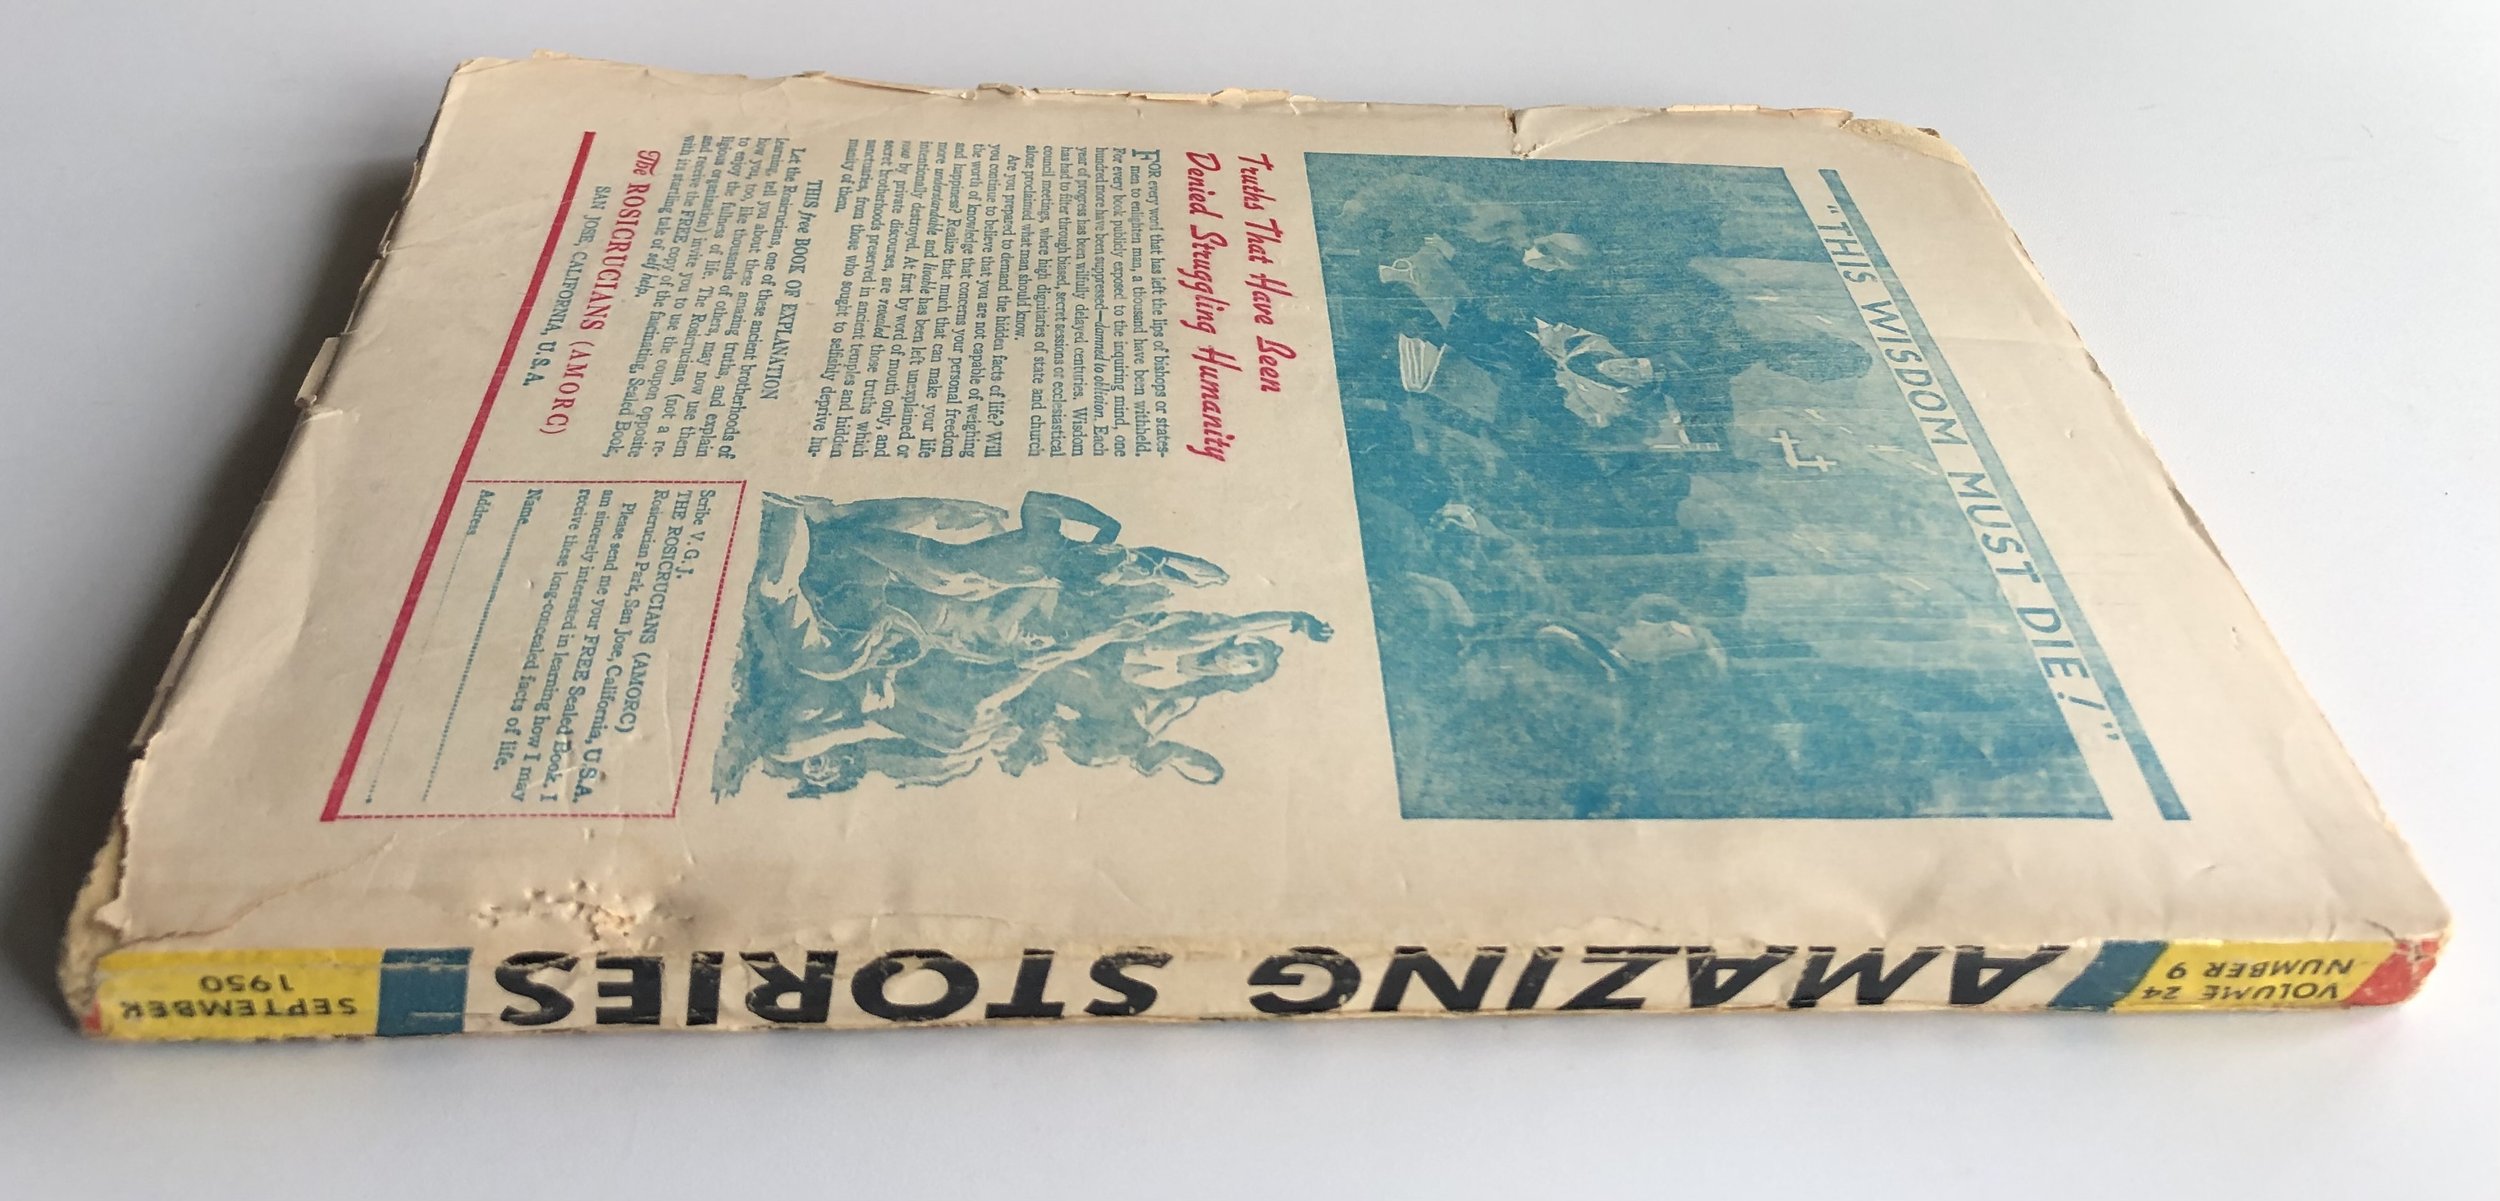 "THIS WISDOM MUST DIE!"
Truths That Have Been
Denied Struggling Humanity
FOR every word that has left the lips of bishops or states-
men to enlighten man, a thousand have been withheld.
For every book publicly exposed to the inquiring mind, one
hundred more have been suppressed—damned to oblivion. Each
year of progress has been wilfully delayed centuries. Wisdom
has had to filter through biased, secret sessions of ecclesiastical
council meetings, where high dignitaries of state and church
alone proclaimed what man should know.
Are you prepared to demand the hidden facts of life? Will
you continue to believe that you are not capable of weighing
the worth of knowledge that concerns your personal freedom
and happiness? Realize that much that can make your life
more understandable and livable has been left unexplained or
intentionally destroyed. At first by word of mouth only, and
now by private discourses, are revealed those truths which
secret brotherhoods preserved in ancient temples and hidden
sanctuaries, from those who sought to selfishly deprive hu-
manity of them.
THIS free BOOK OF EXPLANATION
Let the Rosicrucians, one of these ancient brotherhoods of
learning, tell you about these amazing truths, and explain
how you, too, like thousands of others, may now use them
to enjoy the fullness of life. The Rosicrucians, (not a re-
ligious organization) invite you to use the coupon opposite
and receive the FREE copy of the fascinating, Sealed Book,
with its startling tale of self help.
The ROSICRUCIANS (AMORC)
SAN JOSE, CALIFORNIA, U.S.A.
Scribe V. G. J.
THE ROSICRUCIANS (AMORC)
Rosicrucian Park, San Jose, California, U.S.A.
Please send me your FREE Sealed Book. I
am sincerely interested in learning how I may
receive these long-concealed facts of life.
Name
Address
VOLUME 24
NUMBER 9
AMAZING STORIES
SEPTEMBER
1950